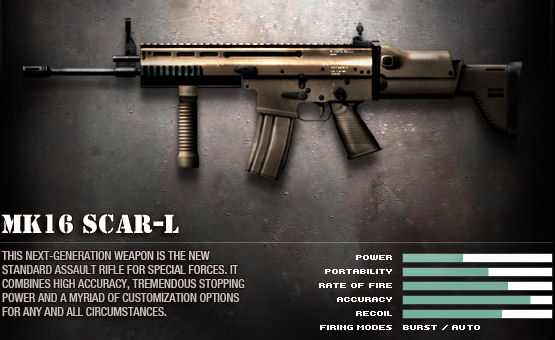 MK16 SCAR-L
THIS NEXT-GENERATION WEAPON IS THE NEW
STANDARD ASSAULT RIFLE FOR SPECIAL FORCES. IT
COMBINES HIGH ACCURACY, TREMENDOUS STOPPING
POWER AND A MYRIAD OF CUSTOMIZATION OPTIONS
FOR ANY AND ALL CIRCUMSTANCES.
POWER
PORTABILITY
RATE OF FIRE
ACCURACY
RECOIL
FIRING MODES BURST / AUTO